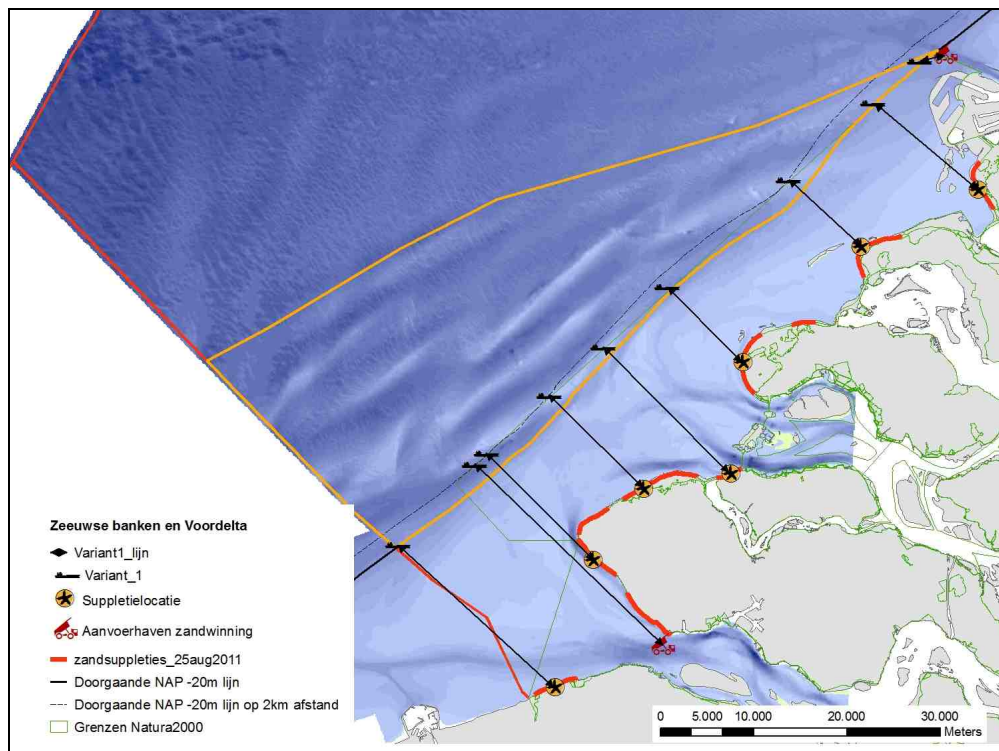 Zeeuwse banken en Voordelta
Variant1_lijn
Variant_1
Suppletielocatie
Aanvoerhaven zandwinning
zandsuppleties_25aug2011
Doorgaande NAP -20m lijn
Doorgaande NAP -20m lijn op 2km afstand
Grenzen Natura2000
0 5.000 10.000 20.000 30.000
Meters